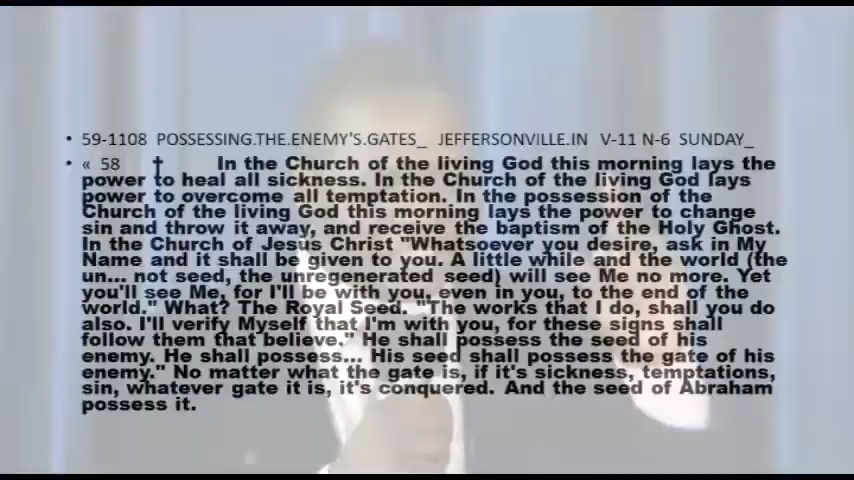 • 59-1108 POSSESSING.THE.ENEMY'S.GATES_ JEFFERSONVILLE.IN V-11 N-6 SUNDAY_
• « 58 † In the Church of the living God this morning lays the
power to heal all sickness. In the Church of the living God lays
power to overcome all temptation. In the possession of the
Church of the living God this morning lays the power to change
sin and throw it away, and receive the baptism of the Holy Ghost.
In the Church of Jesus Christ "Whatsoever you desire, ask in My
Name and it shall be given to you. A little while and the world (the
un... not seed, the unregenerated seed) will see Me no more. Yet
you'll see Me, for I'll be with you, even in you, to the end of the
world." What? The Royal Seed. "The works that I do, shall you do
also. I'll verify Myself that I'm with you, for these signs shall
follow them that believe." He shall possess the seed of his
enemy. He shall possess... His seed shall possess the gate of his
enemy." No matter what the gate is, if it's sickness, temptations,
sin, whatever gate it is, it's conquered. And the seed of Abraham
possess it.